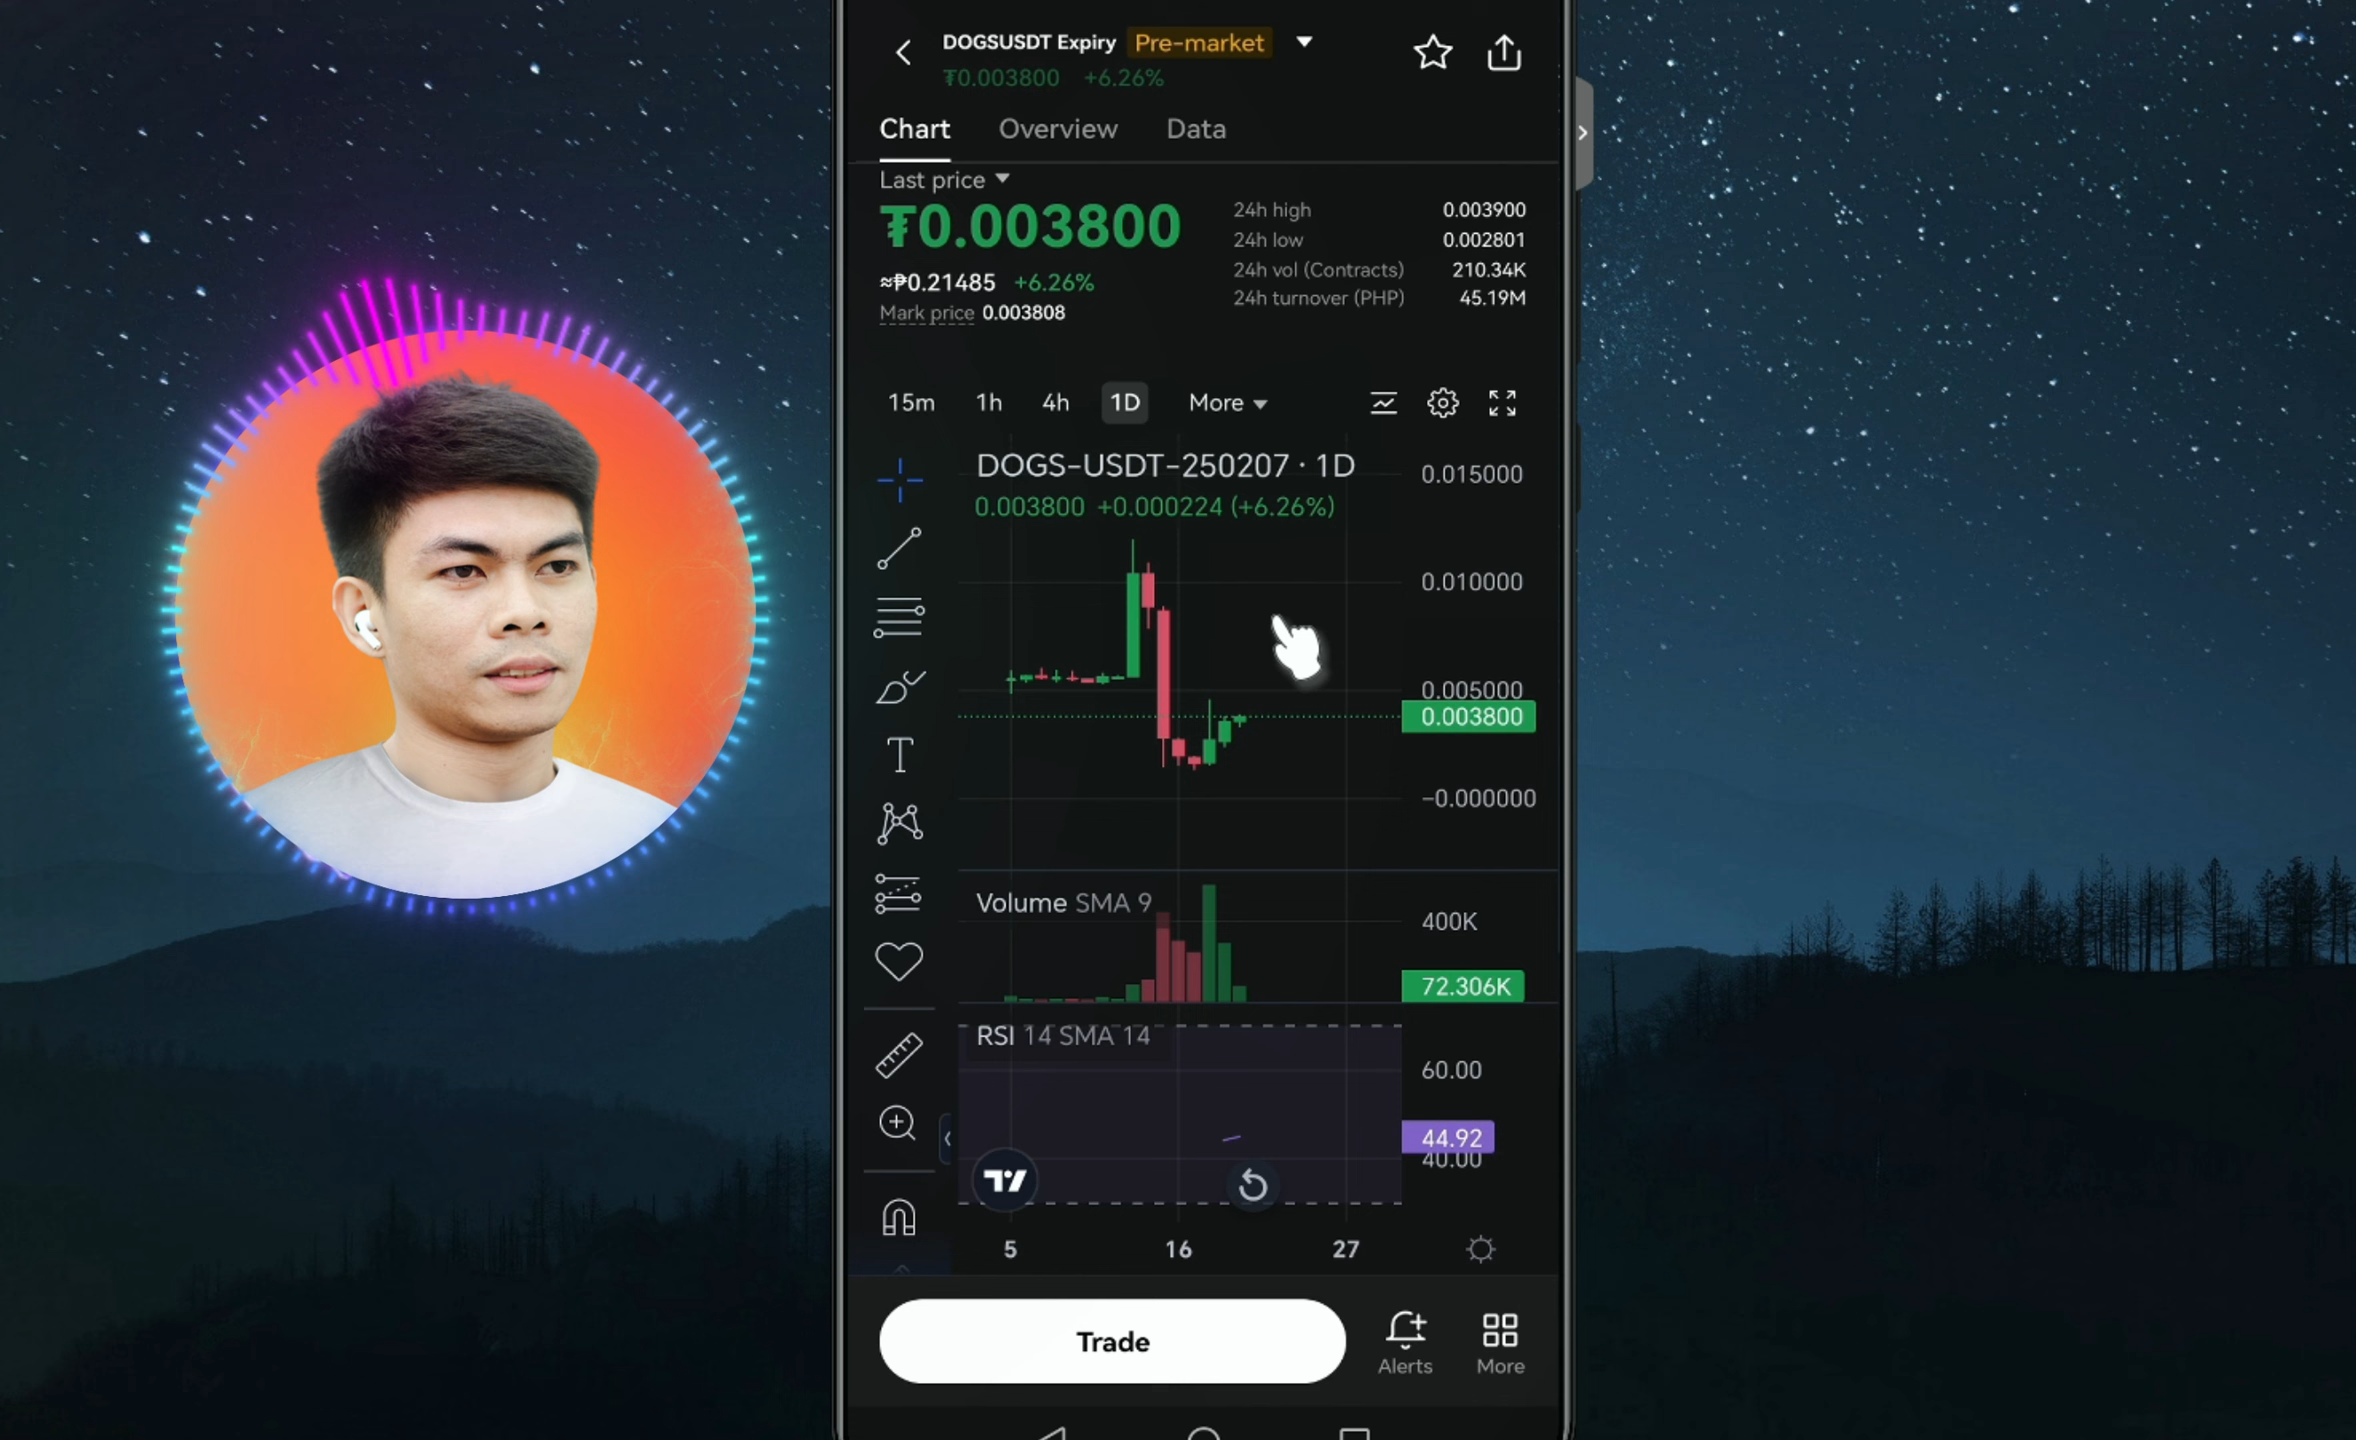 DOGSUSDT Expiry Pre-market
₮0.003800 +6.26%
Chart Overview Data
Last price
₮0.003800
≈₱0.21485 +6.26%
Mark price 0.003808
24h high 0.003900
24h low 0.002801
24h vol (Contracts) 210.34K
24h turnover (PHP) 45.19M
15m 1h 4h 1D More
DOGS-USDT-250207 · 1D
0.003800 +0.000224 (+6.26%)
0.015000
0.010000
0.005000
0.003800
−0.000000
Volume SMA 9
400K
72.306K
RSI 14 SMA 14
60.00
44.92
40.00
5 16 27
Trade
Alerts
More